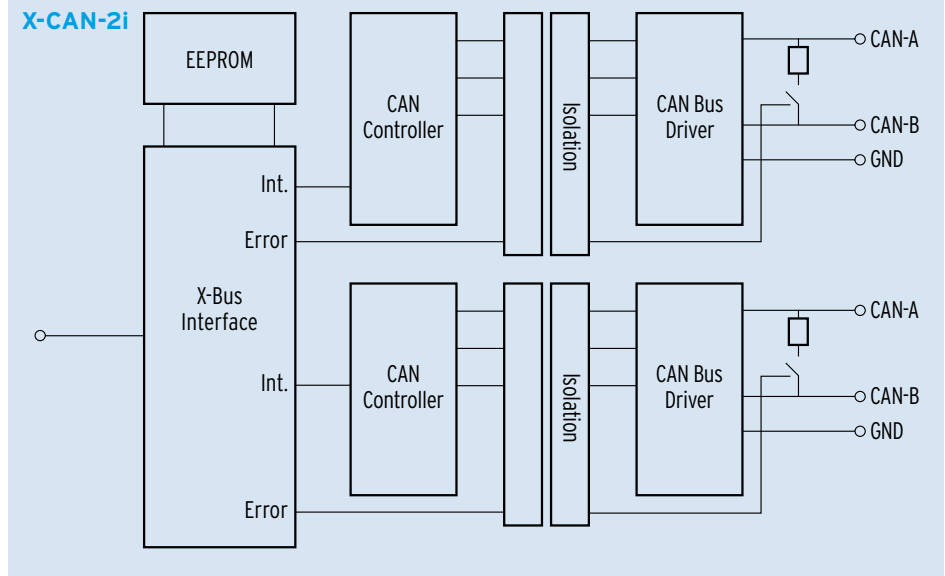 X-CAN-2i
EEPROM
CAN
Controller
Isolation
CAN Bus
Driver
CAN-A
CAN-B
GND
Int.
Error
X-Bus
Interface
CAN
Controller
Isolation
CAN Bus
Driver
CAN-A
CAN-B
GND
Int.
Error